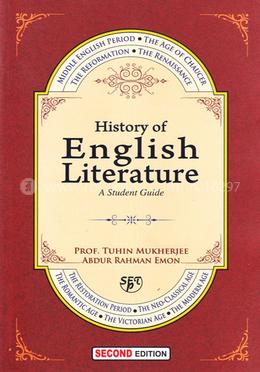 MIDDLE ENGLISH PERIOD • THE AGE OF CHAUCER
THE REFORMATION • THE RENAISSANCE
History of
English
Literature
A Student Guide
PROF. TUHIN MUKHERJEE
ABDUR RAHMAN EMON
THE RESTORATION PERIOD • THE NEO-CLASSICAL AGE
THE ROMANTIC AGE • THE VICTORIAN AGE • THE MODERN AGE
SECOND EDITION